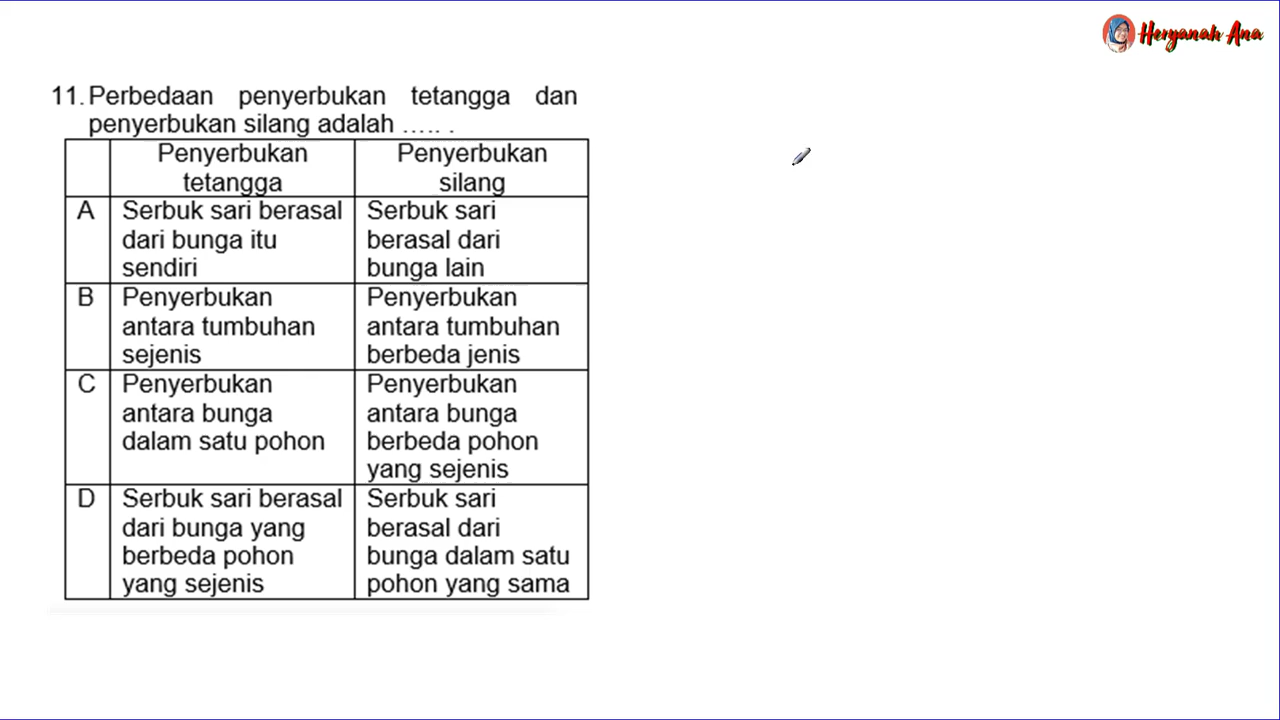 Heryanah Ana
11. Perbedaan penyerbukan tetangga dan
penyerbukan silang adalah ..... .
Penyerbukan
tetangga
Penyerbukan
silang
A
Serbuk sari berasal
dari bunga itu
sendiri
Serbuk sari
berasal dari
bunga lain
B
Penyerbukan
antara tumbuhan
sejenis
Penyerbukan
antara tumbuhan
berbeda jenis
C
Penyerbukan
antara bunga
dalam satu pohon
Penyerbukan
antara bunga
berbeda pohon
yang sejenis
D
Serbuk sari berasal
dari bunga yang
berbeda pohon
yang sejenis
Serbuk sari
berasal dari
bunga dalam satu
pohon yang sama